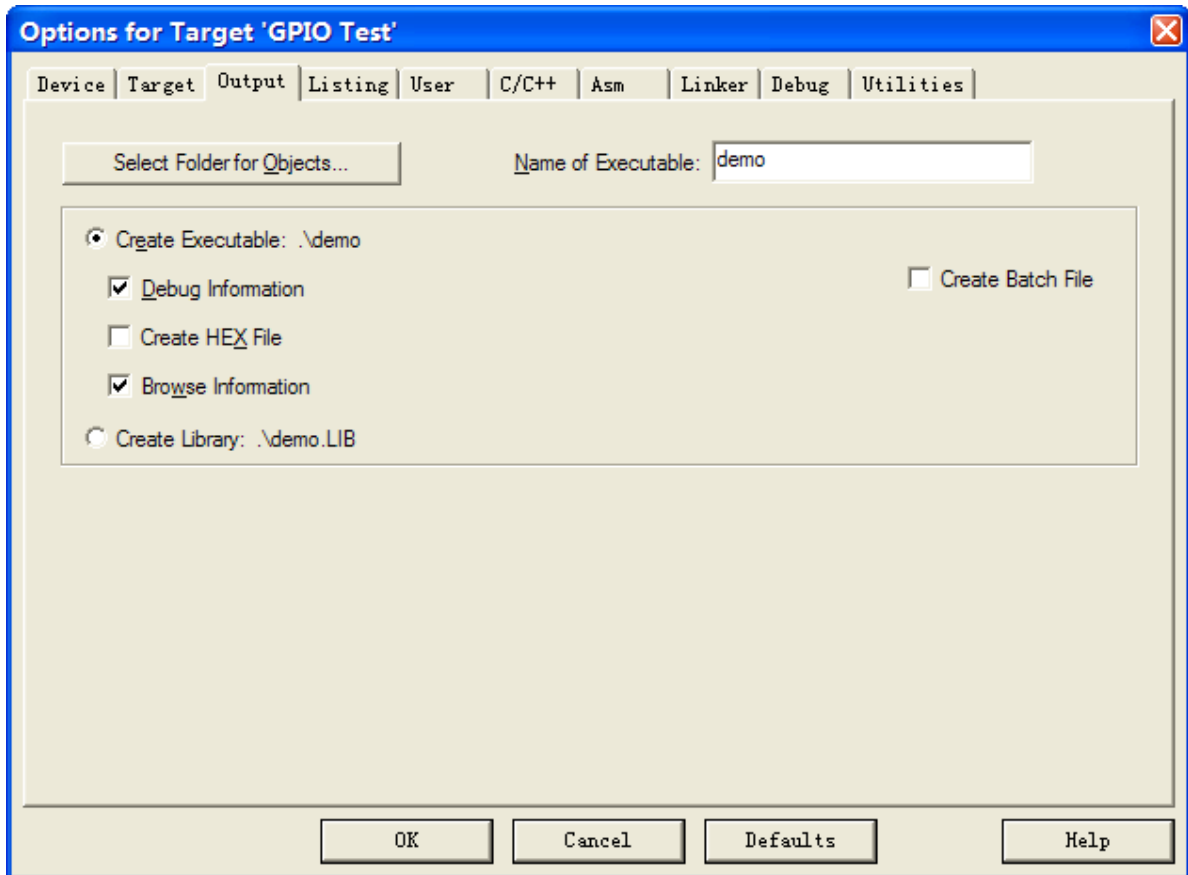 Options for Target 'GPIO Test'
Device Target Output Listing User C/C++ Asm Linker Debug Utilities
Select Folder for Objects... Name of Executable: demo
Create Executable: .\demo
Debug Information Create Batch File
Create HEX File
Browse Information
Create Library: .\demo.LIB
OK Cancel Defaults Help